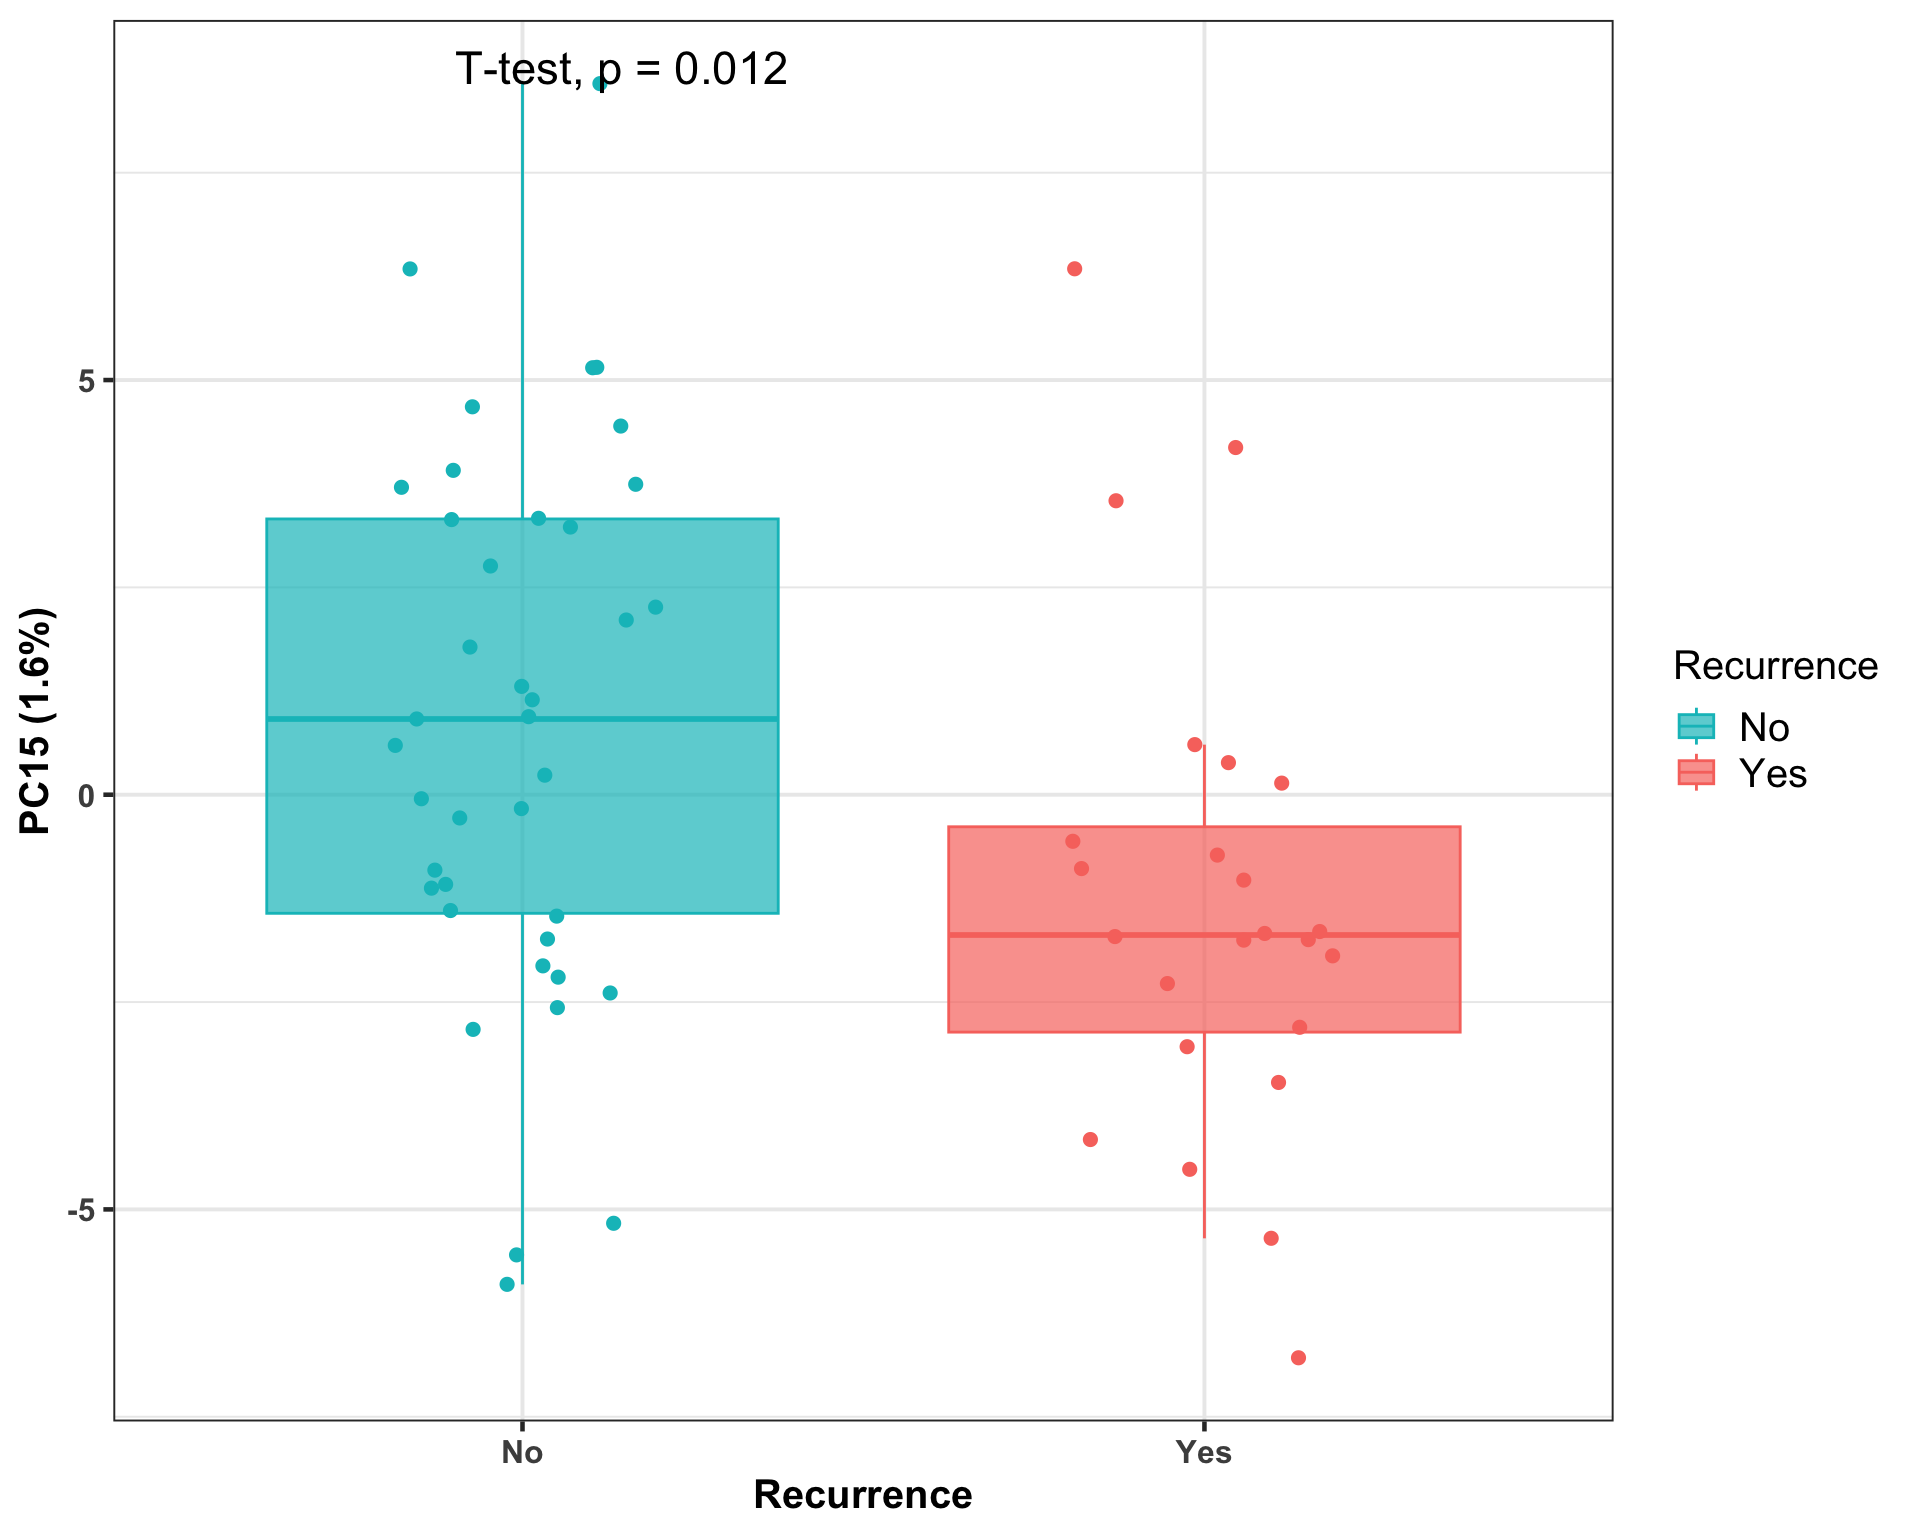 T-test, p = 0.012
PC15 (1.6%)
5
0
-5
No
Yes
Recurrence
Recurrence
No
Yes